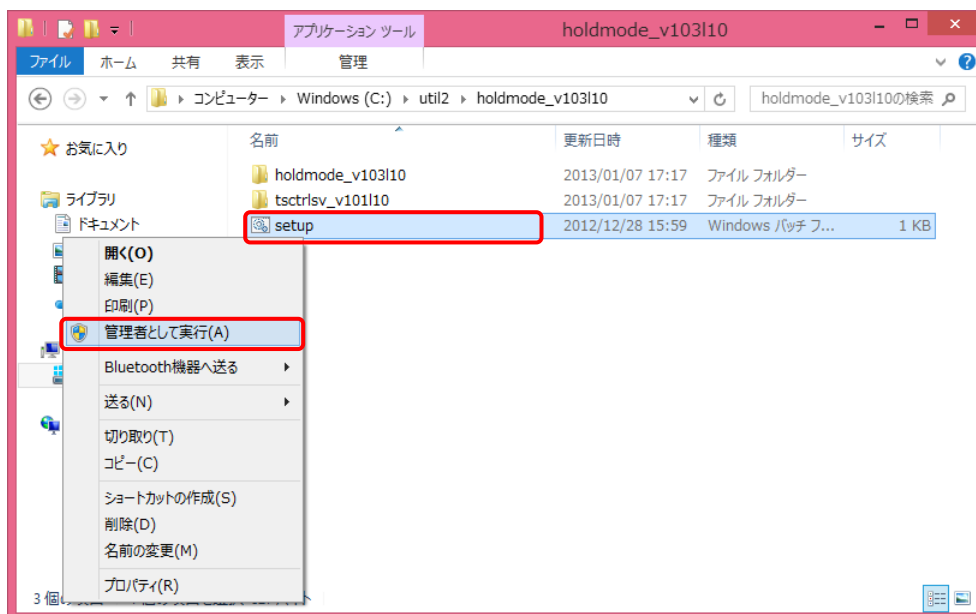 アプリケーション ツール
holdmode_v103l10
ファイル ホーム 共有 表示 管理
コンピューター Windows (C:) util2 holdmode_v103l10 holdmode_v103l10の検索
お気に入り
名前 更新日時 種類 サイズ
holdmode_v103l10 2013/01/07 17:17 ファイル フォルダー
ライブラリ
tsctrlsv_v101l10 2013/01/07 17:17 ファイル フォルダー
ドキュメント
setup 2012/12/28 15:59 Windows バッチ フ... 1 KB
開く(O)
編集(E)
印刷(P)
管理者として実行(A)
Bluetooth機器へ送る
送る(N)
切り取り(T)
コピー(C)
ショートカットの作成(S)
削除(D)
名前の変更(M)
プロパティ(R)
3 個